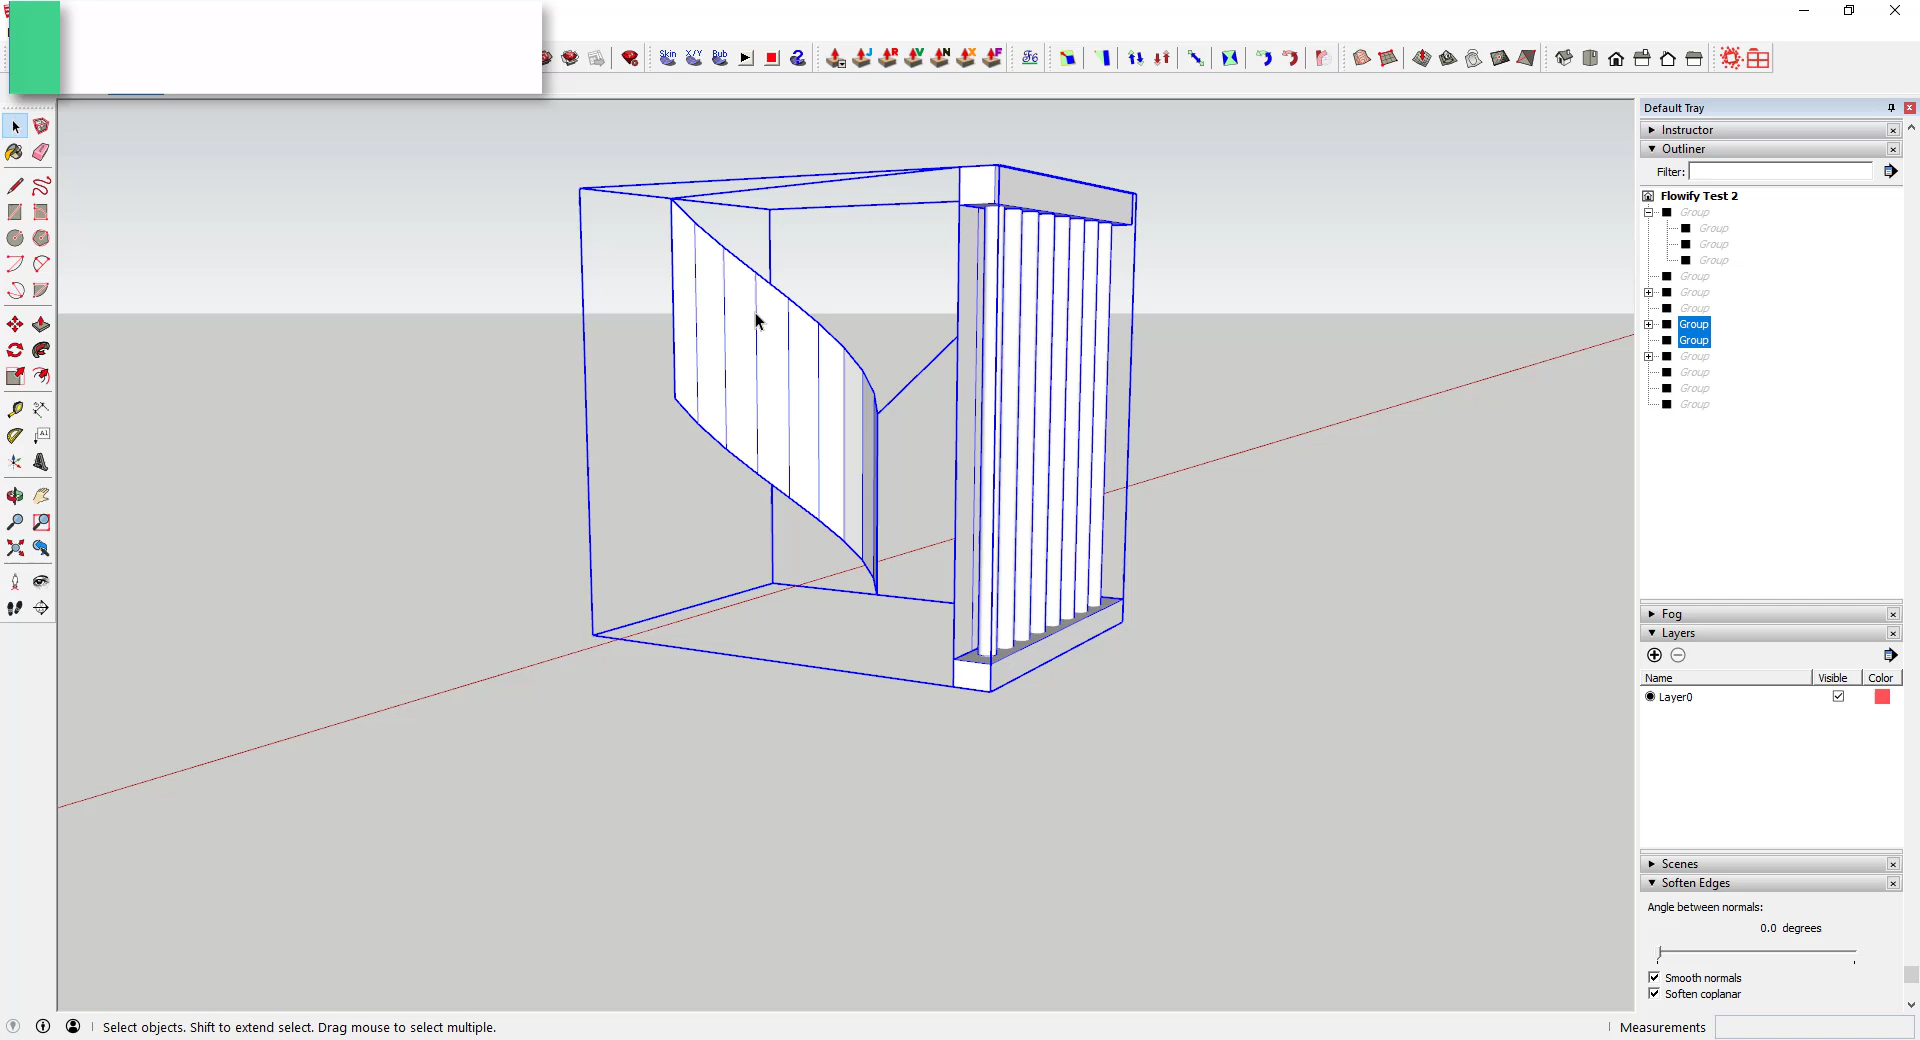 Skin
X/Y
Bub
J
R
V
N
X
F
Default Tray
Instructor
Outliner
Filter:
Flowify Test 2
Group
Group
Group
Group
Group
Group
Group
Group
Group
Group
Group
Group
Group
A1
Fog
Layers
Name Visible Color
Layer0
Scenes
Soften Edges
Angle between normals:
0.0 degrees
Smooth normals
Soften coplanar
Select objects. Shift to extend select. Drag mouse to select multiple.
Measurements